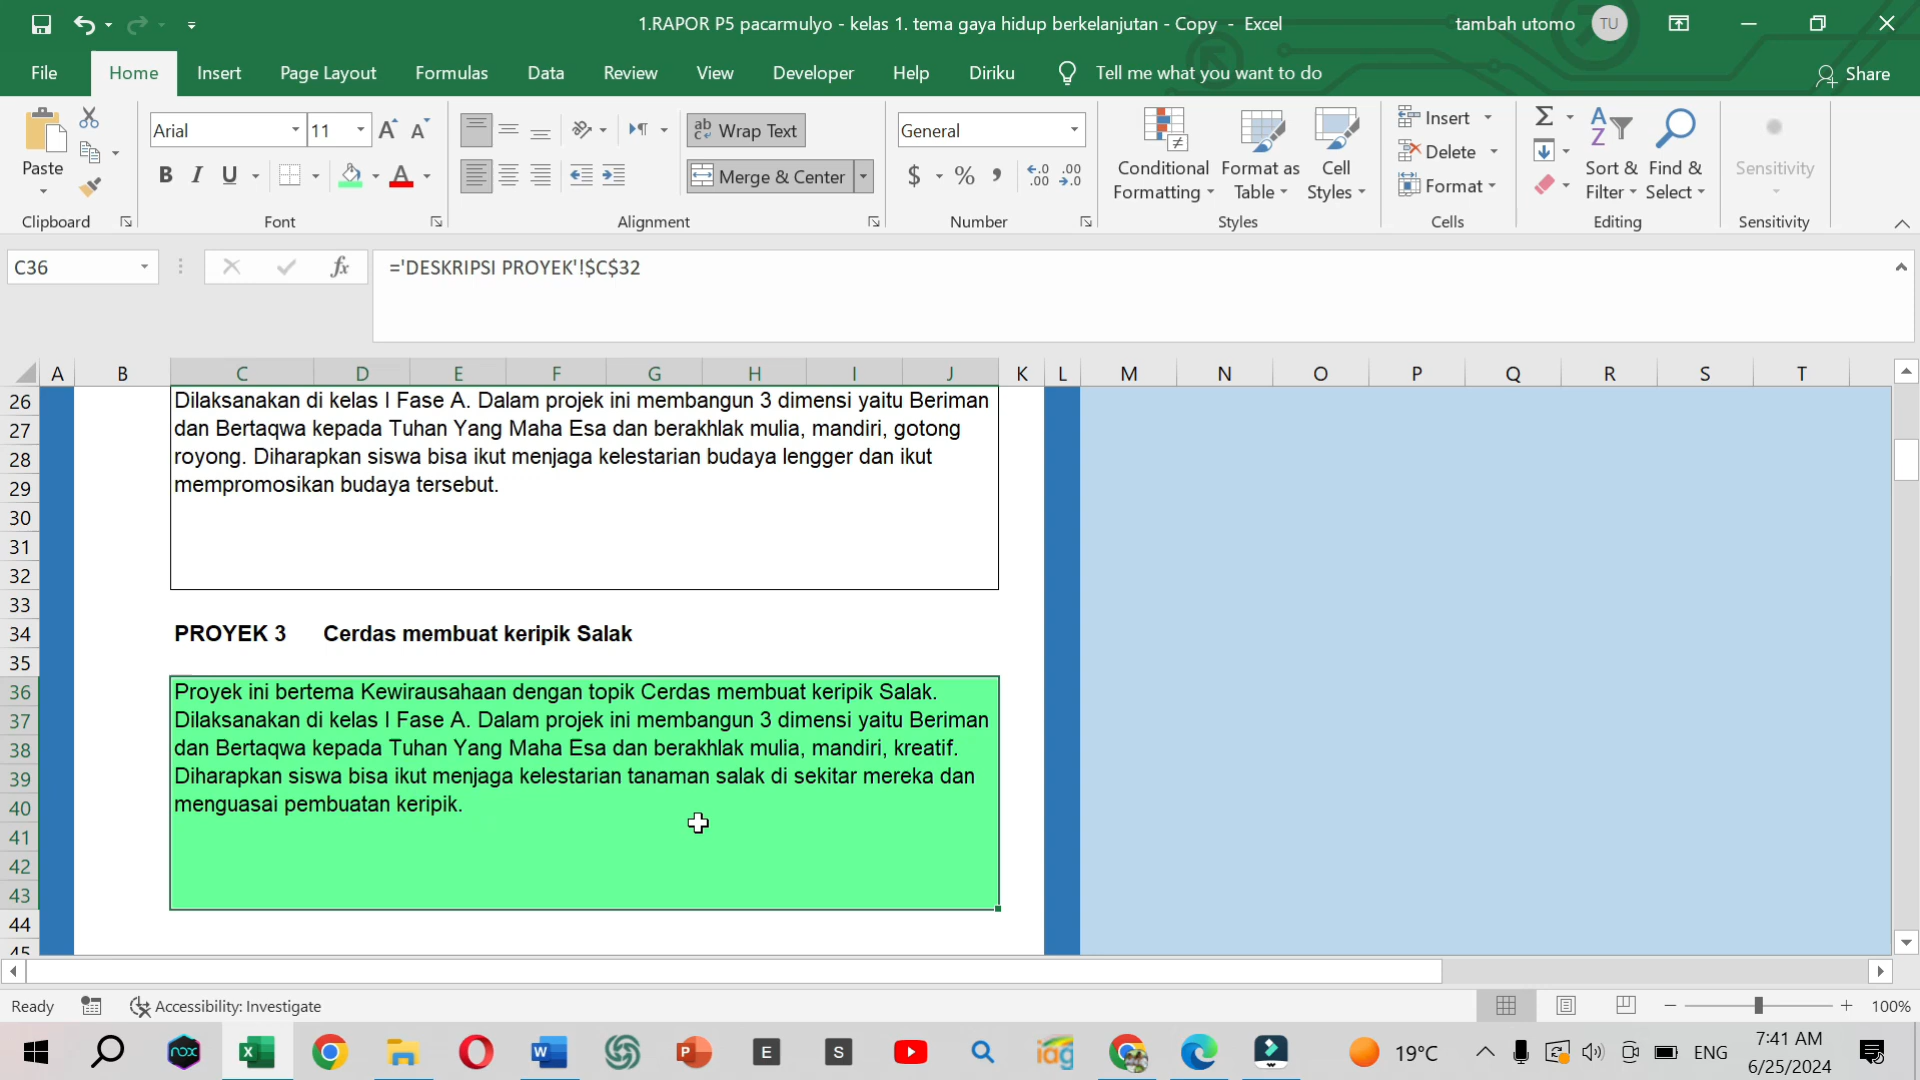 1.RAPOR P5 pacarmulyo - kelas 1. tema gaya hidup berkelanjutan - Copy - Excel
tambah utomo TU
File Home Insert Page Layout Formulas Data Review View Developer Help Diriku Tell me what you want to do Share
Paste
Arial 11
Wrap Text
General
B I U
Merge & Center
$ % ,
Conditional Formatting
Format as Table
Cell Styles
Insert
Delete
Format
Sort & Filter
Find & Select
Sensitivity
Clipboard Font Alignment Number Styles Cells Editing Sensitivity
C36 fx ='DESKRIPSI PROYEK'!$C$32
A B C D E F G H I J K L M N O P Q R S T
26 Dilaksanakan di kelas I Fase A. Dalam projek ini membangun 3 dimensi yaitu Beriman
27 dan Bertaqwa kepada Tuhan Yang Maha Esa dan berakhlak mulia, mandiri, gotong
28 royong. Diharapkan siswa bisa ikut menjaga kelestarian budaya lengger dan ikut
29 mempromosikan budaya tersebut.
30
31
32
33
34 PROYEK 3 Cerdas membuat keripik Salak
35
36 Proyek ini bertema Kewirausahaan dengan topik Cerdas membuat keripik Salak.
37 Dilaksanakan di kelas I Fase A. Dalam projek ini membangun 3 dimensi yaitu Beriman
38 dan Bertaqwa kepada Tuhan Yang Maha Esa dan berakhlak mulia, mandiri, kreatif.
39 Diharapkan siswa bisa ikut menjaga kelestarian tanaman salak di sekitar mereka dan
40 menguasai pembuatan keripik.
41
42
43
44
45
Ready Accessibility: Investigate 100%
nox W P E S iag 19°C ENG
7:41 AM
6/25/2024